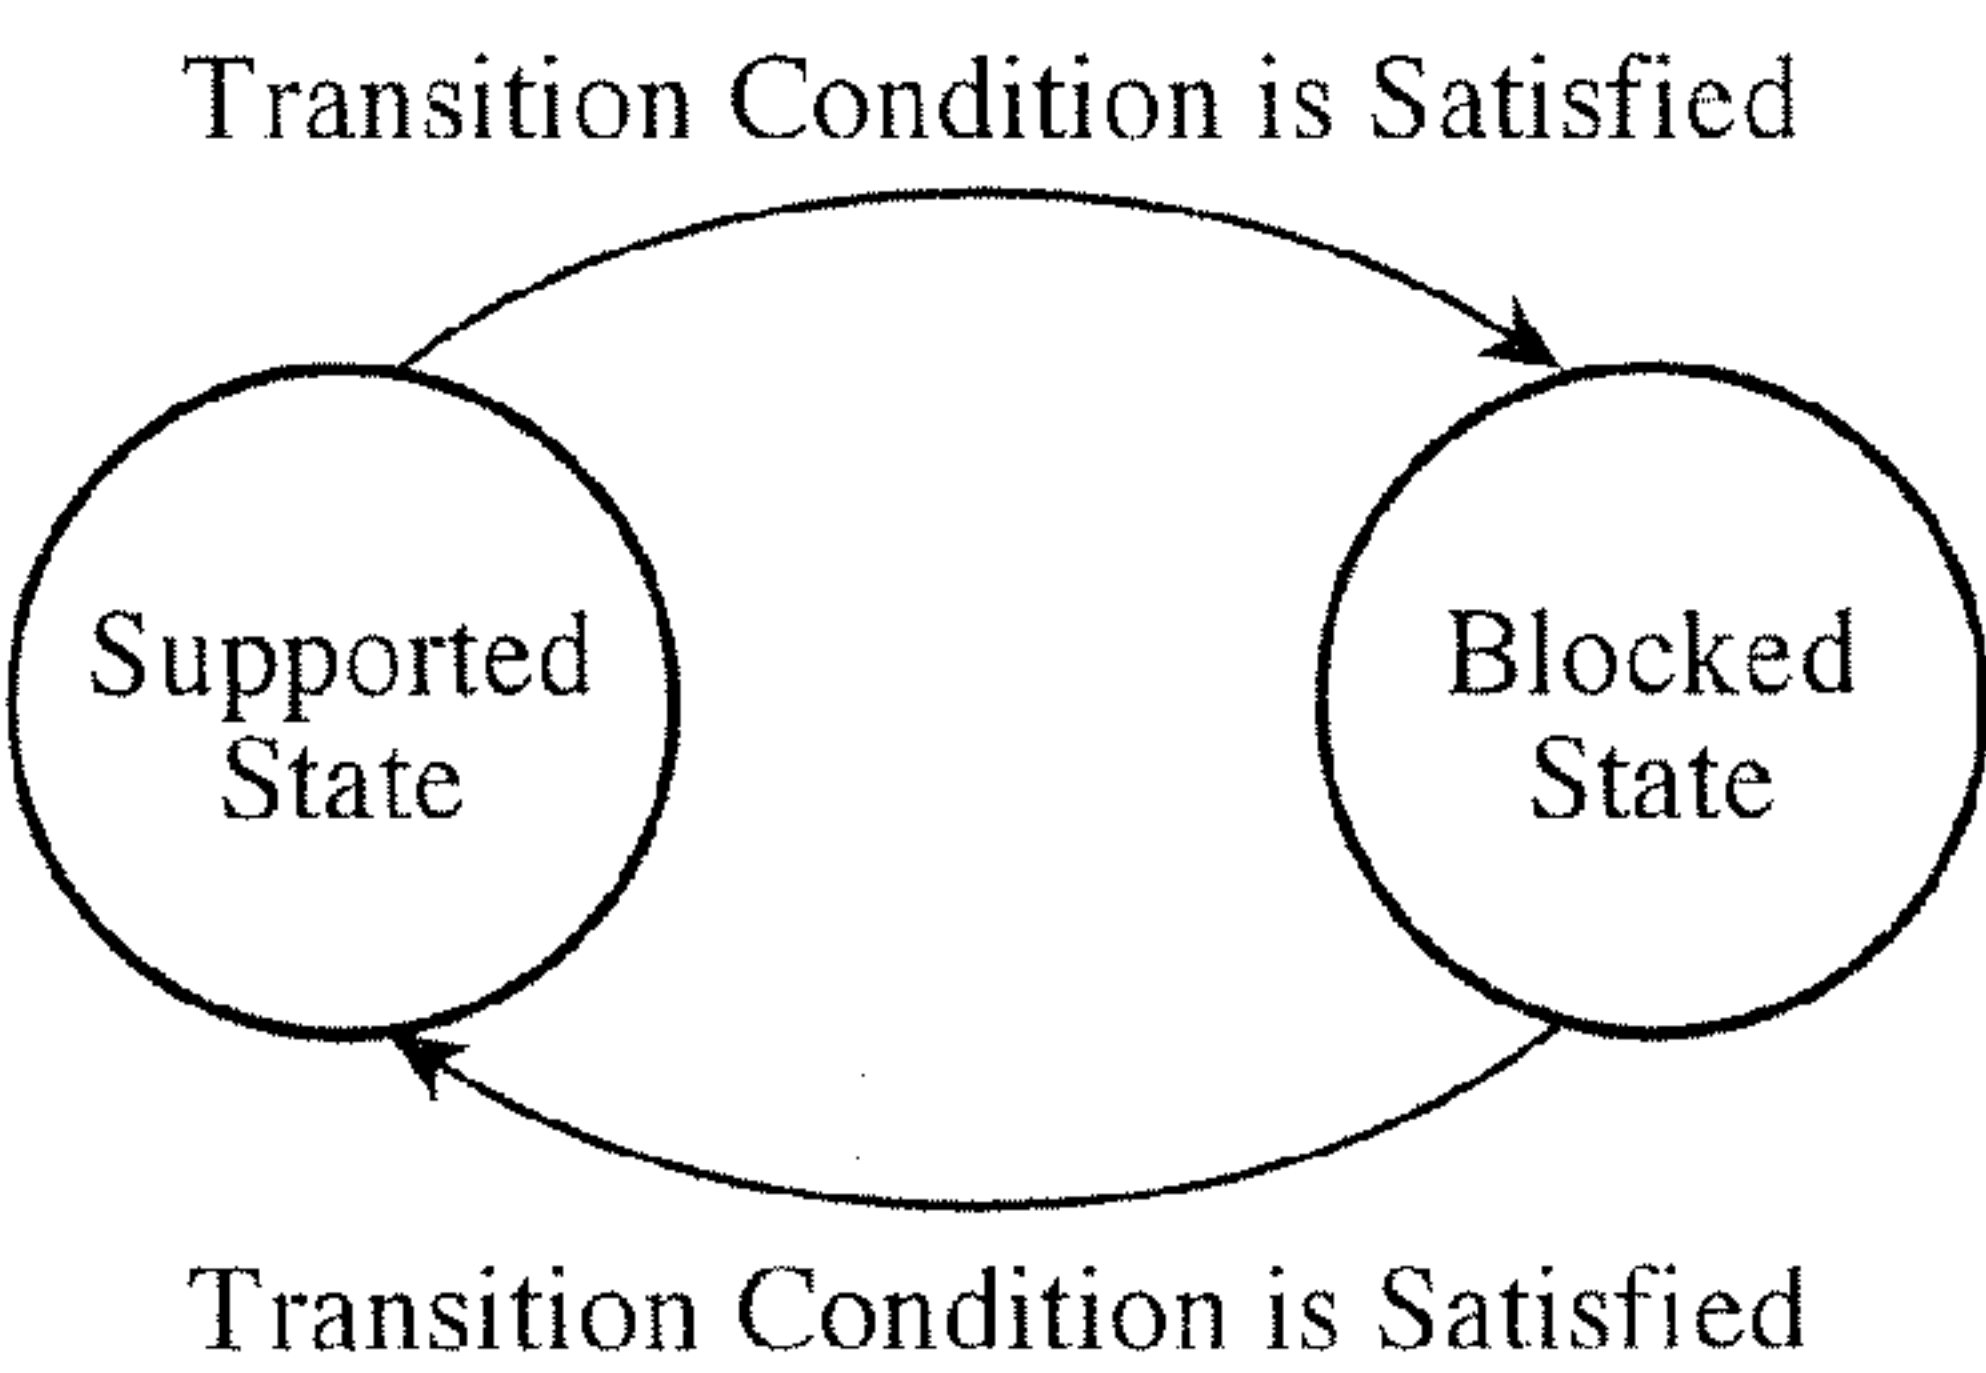 Transition Condition is Satisfied
Supported
State
Blocked
State
Transition Condition is Satisfied